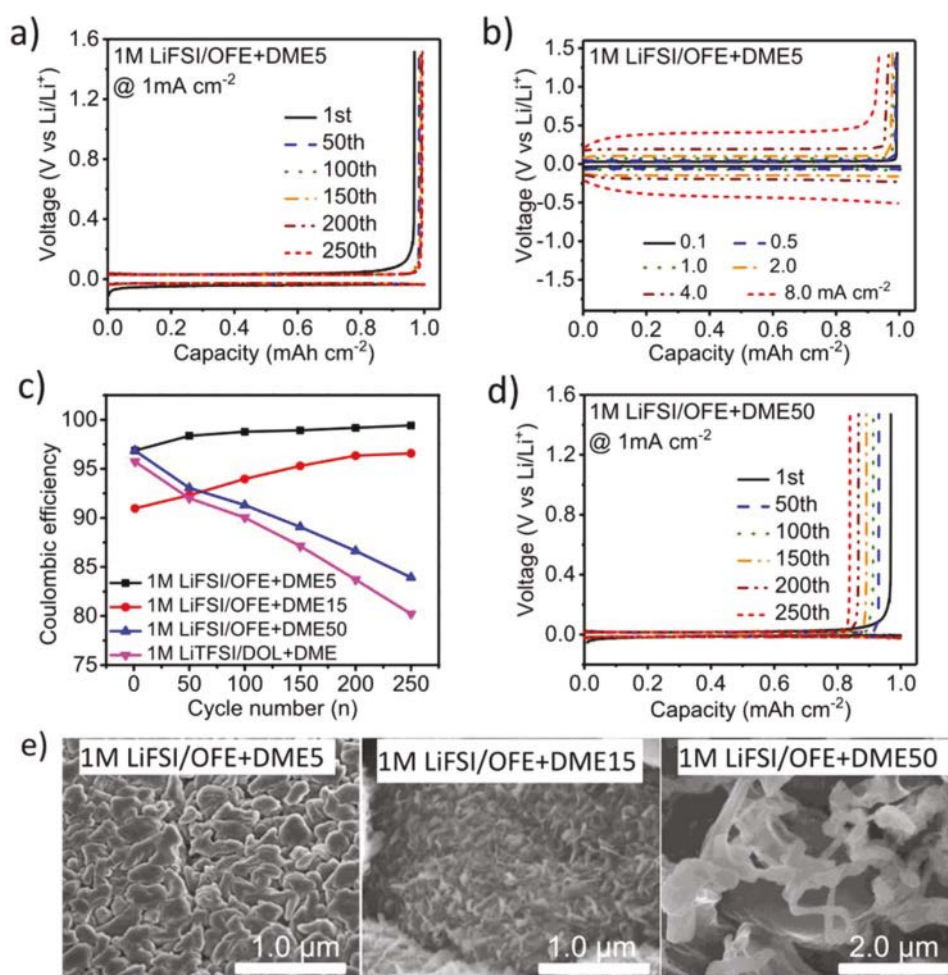 a)
1M LiFSI/OFE+DME5
@ 1mA cm⁻²
1st
50th
100th
150th
200th
250th
1.6
1.2
0.8
0.4
0.0
Voltage (V vs Li/Li⁺)
0.0 0.2 0.4 0.6 0.8 1.0
Capacity (mAh cm⁻²)
b)
1M LiFSI/OFE+DME5
1.5
1.0
0.5
0.0
-0.5
-1.0
-1.5
Voltage (V vs Li/Li⁺)
0.1 0.5
1.0 2.0
4.0 8.0 mA cm⁻²
0.0 0.2 0.4 0.6 0.8 1.0
Capacity (mAh cm⁻²)
c)
100
95
90
85
80
75
Coulombic efficiency
1M LiFSI/OFE+DME5
1M LiFSI/OFE+DME15
1M LiFSI/OFE+DME50
1M LiTFSI/DOL+DME
0 50 100 150 200 250
Cycle number (n)
d)
1M LiFSI/OFE+DME50
@ 1mA cm⁻²
1st
50th
100th
150th
200th
250th
1.6
1.2
0.8
0.4
0.0
Voltage (V vs Li/Li⁺)
0.0 0.2 0.4 0.6 0.8 1.0
Capacity (mAh cm⁻²)
e)
1M LiFSI/OFE+DME5
1.0 μm
1M LiFSI/OFE+DME15
1.0 μm
1M LiFSI/OFE+DME50
2.0 μm